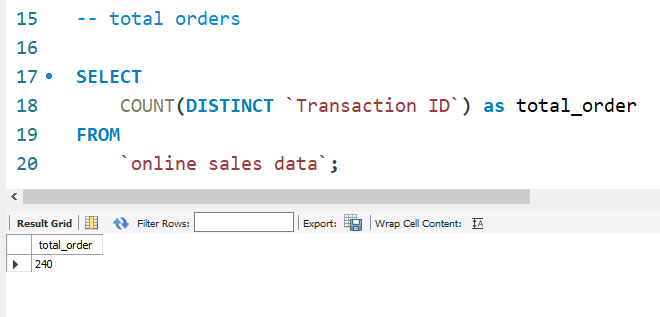 15 -- total orders
16
17 SELECT
18 COUNT(DISTINCT `Transaction ID`) as total_order
19 FROM
20 `online sales data`;
Result Grid Filter Rows: Export: Wrap Cell Content:
total_order
240